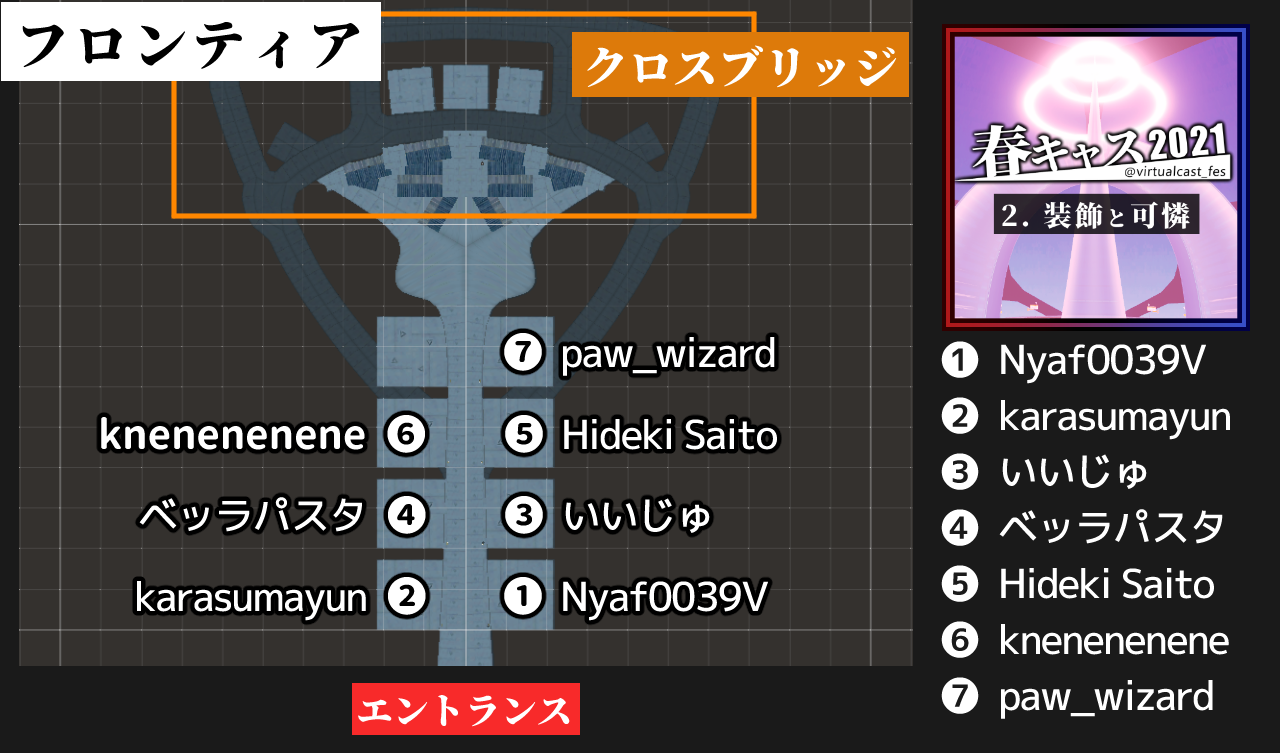 フロンティア
クロスブリッジ
春キャス2021
@virtualcast_fes
2. 装飾と可憐
❼ paw_wizard
knenenenene ❻
❺ Hideki Saito
ベッラパスタ ❹
❸ いいじゅ
karasumayun ❷
❶ Nyaf0039V
エントランス
❶ Nyaf0039V
❷ karasumayun
❸ いいじゅ
❹ ベッラパスタ
❺ Hideki Saito
❻ knenenenene
❼ paw_wizard